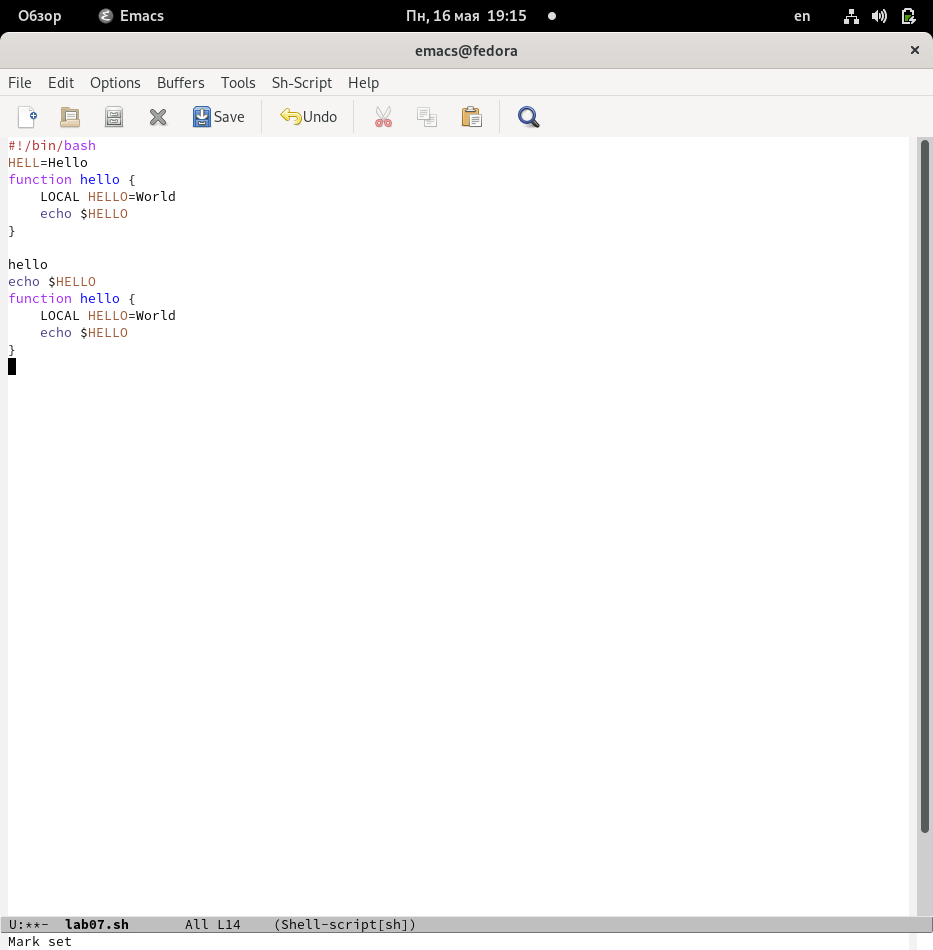 Обзор Emacs Пн, 16 мая 19:15 en
emacs@fedora
File Edit Options Buffers Tools Sh-Script Help
Save Undo
#!/bin/bash
HELL=Hello
function hello {
    LOCAL HELLO=World
    echo $HELLO
}
hello
echo $HELLO
function hello {
    LOCAL HELLO=World
    echo $HELLO
}
U:**- lab07.sh All L14 (Shell-script[sh])
Mark set